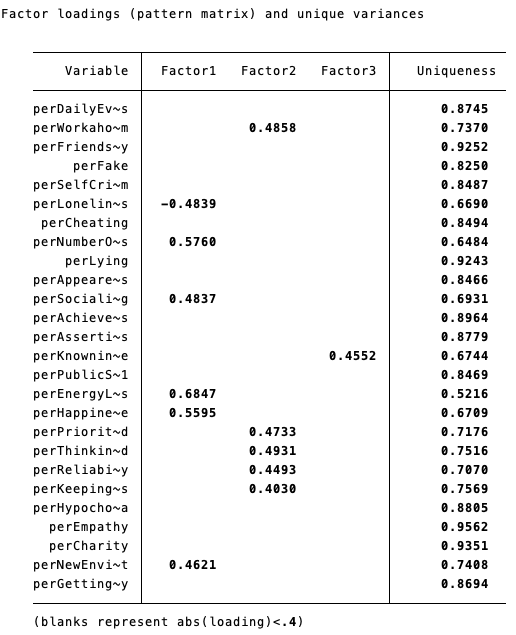 Factor loadings (pattern matrix) and unique variances
Variable Factor1 Factor2 Factor3 Uniqueness
perDailyEv~s 0.8745
perWorkaho~m 0.4858 0.7370
perFriends~y 0.9252
perFake 0.8250
perSelfCri~m 0.8487
perLonelin~s -0.4839 0.6690
perCheating 0.8494
perNumberO~s 0.5760 0.6484
perLying 0.9243
perAppeare~s 0.8466
perSociali~g 0.4837 0.6931
perAchieve~s 0.8964
perAsserti~s 0.8779
perKnownin~e 0.4552 0.6744
perPublicS~1 0.8469
perEnergyL~s 0.6847 0.5216
perHappine~e 0.5595 0.6709
perPriorit~d 0.4733 0.7176
perThinkin~d 0.4931 0.7516
perReliabi~y 0.4493 0.7070
perKeeping~s 0.4030 0.7569
perHypocho~a 0.8805
perEmpathy 0.9562
perCharity 0.9351
perNewEnvi~t 0.4621 0.7408
perGetting~y 0.8694
(blanks represent abs(loading)<.4)